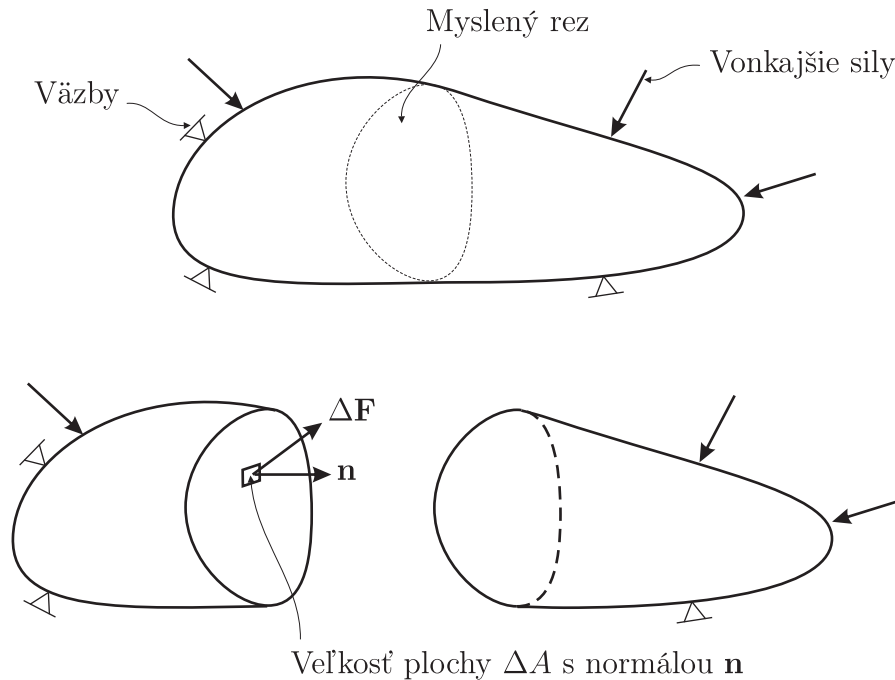 Myslený rez
Vonkajšie sily
Väzby
ΔF
n
Veľkosť plochy ΔA s normálou n